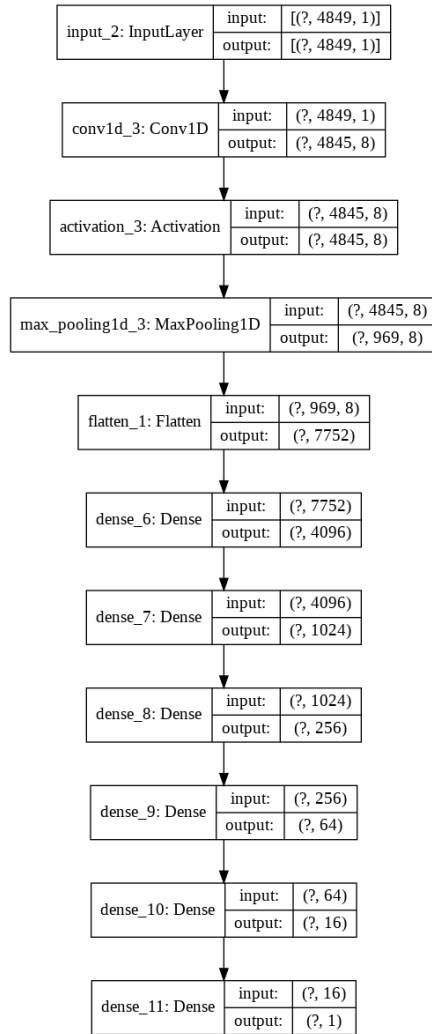 input_2: InputLayer
input: [(?, 4849, 1)]
output: [(?, 4849, 1)]
conv1d_3: Conv1D
input: (?, 4849, 1)
output: (?, 4845, 8)
activation_3: Activation
input: (?, 4845, 8)
output: (?, 4845, 8)
max_pooling1d_3: MaxPooling1D
input: (?, 4845, 8)
output: (?, 969, 8)
flatten_1: Flatten
input: (?, 969, 8)
output: (?, 7752)
dense_6: Dense
input: (?, 7752)
output: (?, 4096)
dense_7: Dense
input: (?, 4096)
output: (?, 1024)
dense_8: Dense
input: (?, 1024)
output: (?, 256)
dense_9: Dense
input: (?, 256)
output: (?, 64)
dense_10: Dense
input: (?, 64)
output: (?, 16)
dense_11: Dense
input: (?, 16)
output: (?, 1)